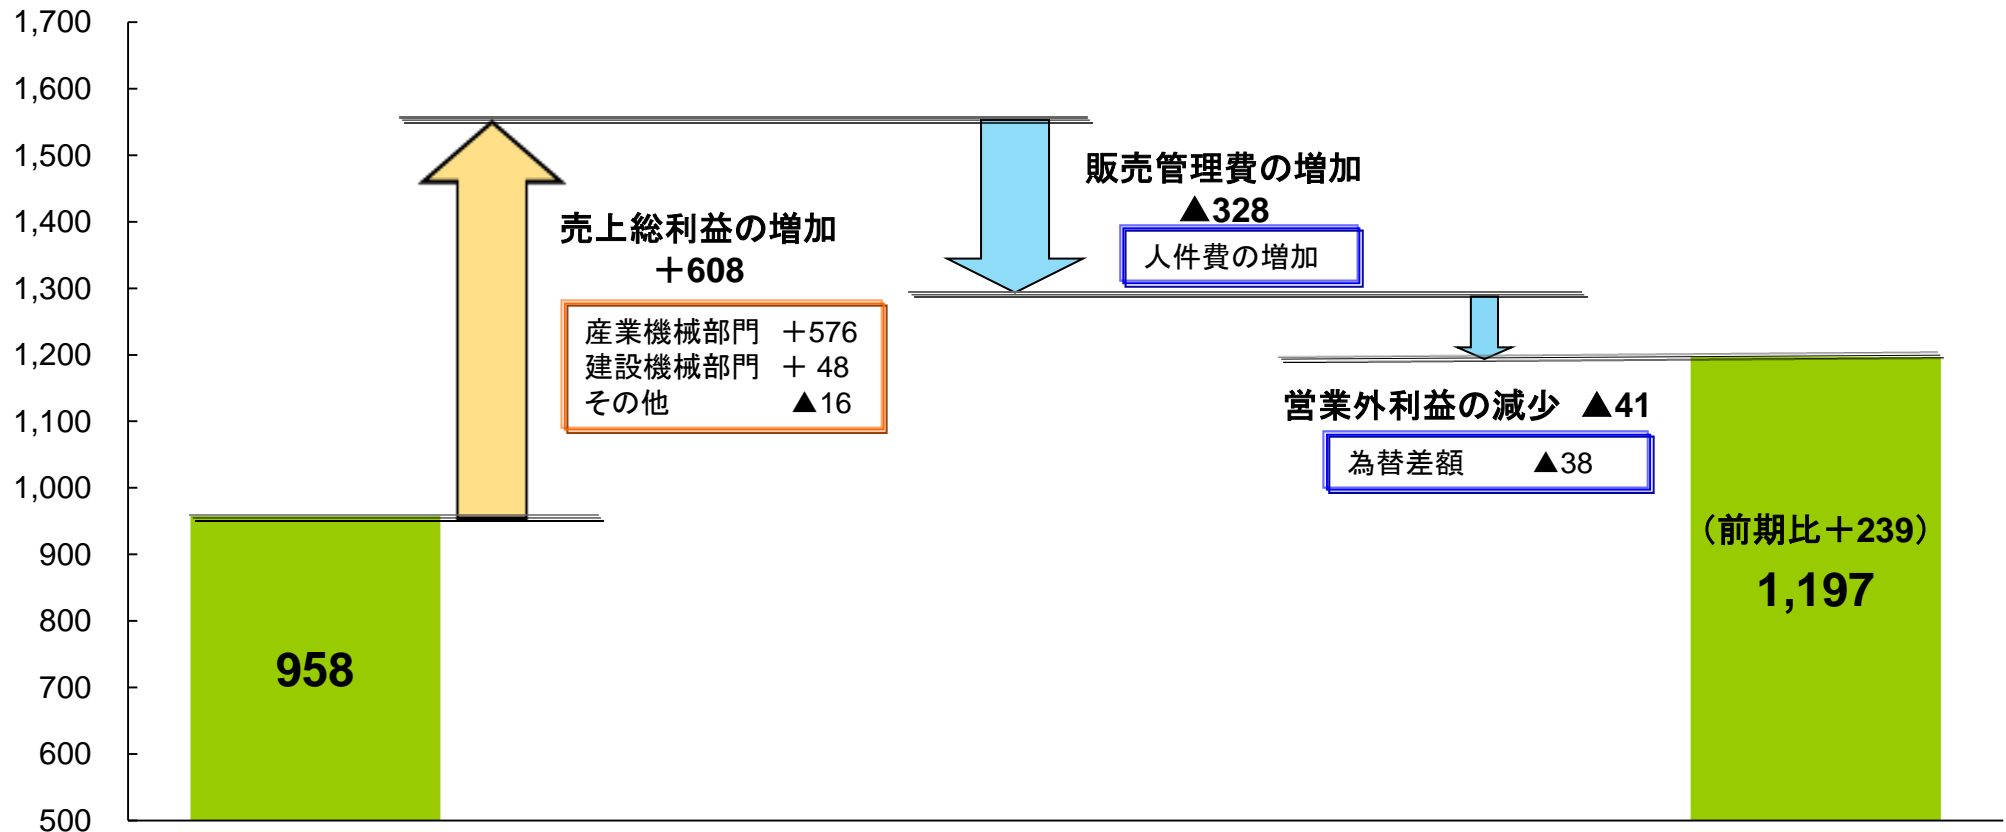 1,700
1,600
1,500
1,400
1,300
1,200
1,100
1,000
900
800
700
600
500
958
売上総利益の増加
＋608
産業機械部門 ＋576
建設機械部門 ＋ 48
その他 ▲16
販売管理費の増加
▲328
人件費の増加
営業外利益の減少 ▲41
為替差額 ▲38
（前期比＋239）
1,197